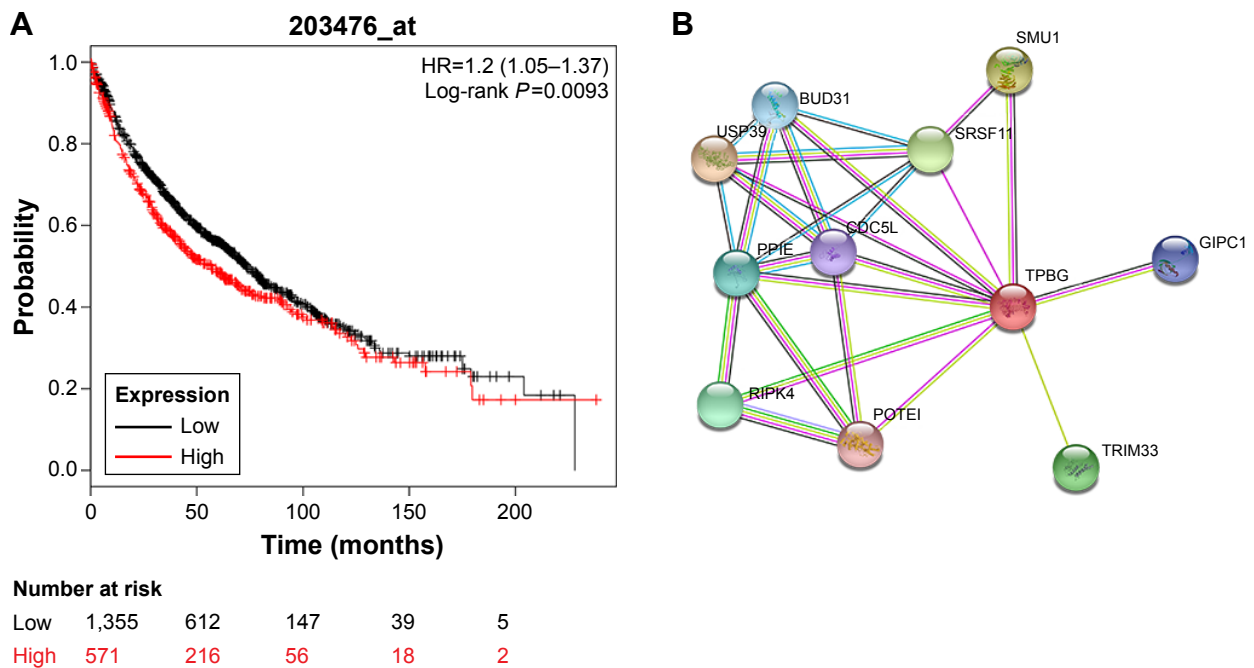 A
203476_at
HR=1.2 (1.05–1.37)
Log-rank P=0.0093
Probability
1.0
0.8
0.6
0.4
0.2
0.0
Expression
Low
High
0 50 100 150 200
Time (months)
Number at risk
Low 1,355 612 147 39 5
High 571 216 56 18 2
B
SMU1
BUD31
USP39
SRSF11
CDC5L
PPIE
GIPC1
TPBG
RIPK4
POTEI
TRIM33